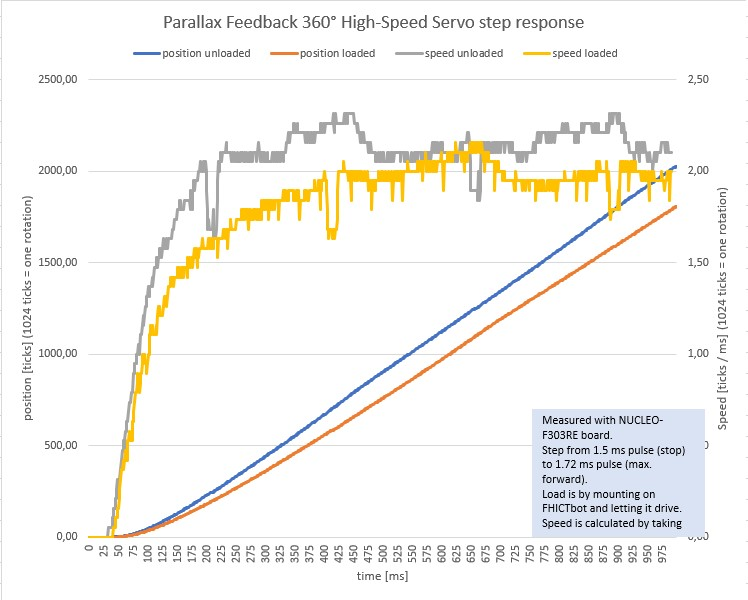 Parallax Feedback 360° High-Speed Servo step response
position unloaded position loaded speed unloaded speed loaded
2500,00
2000,00
1500,00
1000,00
500,00
0,00
position [ticks] (1024 ticks = one rotation)
2,50
2,00
1,50
1,00
0
0,00
Speed [ticks / ms] (1024 ticks = one rotation)
Measured with NUCLEO-
F303RE board.
Step from 1.5 ms pulse (stop)
to 1.72 ms pulse (max.
forward).
Load is by mounting on
FHICTbot and letting it drive.
Speed is calculated by taking
0 25 50 75 100 125 150 175 200 225 250 275 300 325 350 375 400 425 450 475 500 525 550 575 600 625 650 675 700 725 750 775 800 825 850 875 900 925 950 975
time [ms]